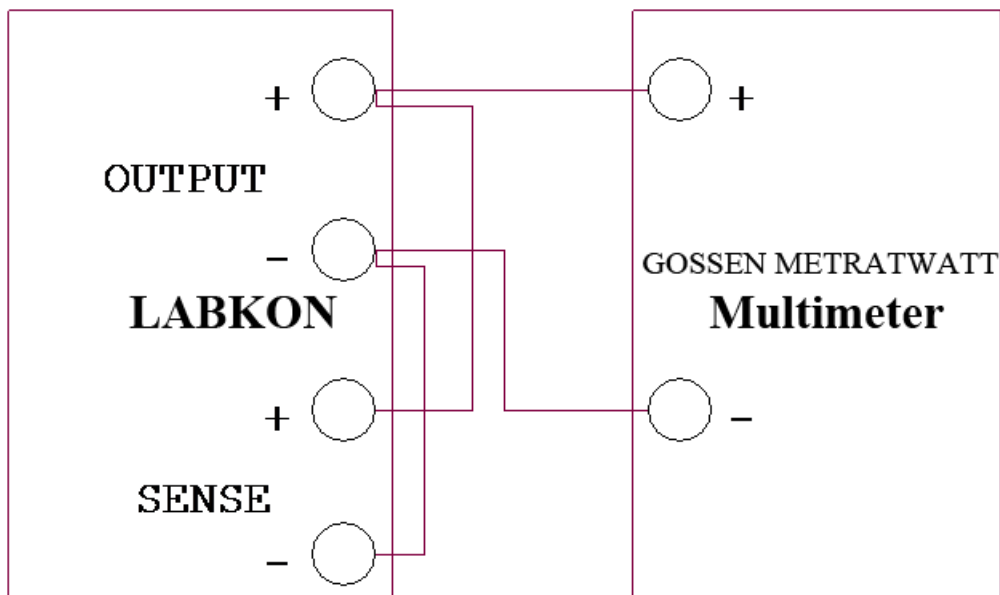 +
OUTPUT
-
LABKON
+
SENSE
-
+
GOSSEN METRATWATT
Multimeter
-